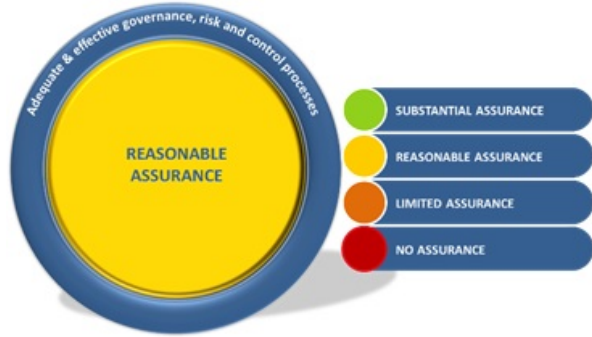 Adequate & effective governance, risk and control processes
REASONABLE
ASSURANCE
SUBSTANTIAL ASSURANCE
REASONABLE ASSURANCE
LIMITED ASSURANCE
NO ASSURANCE